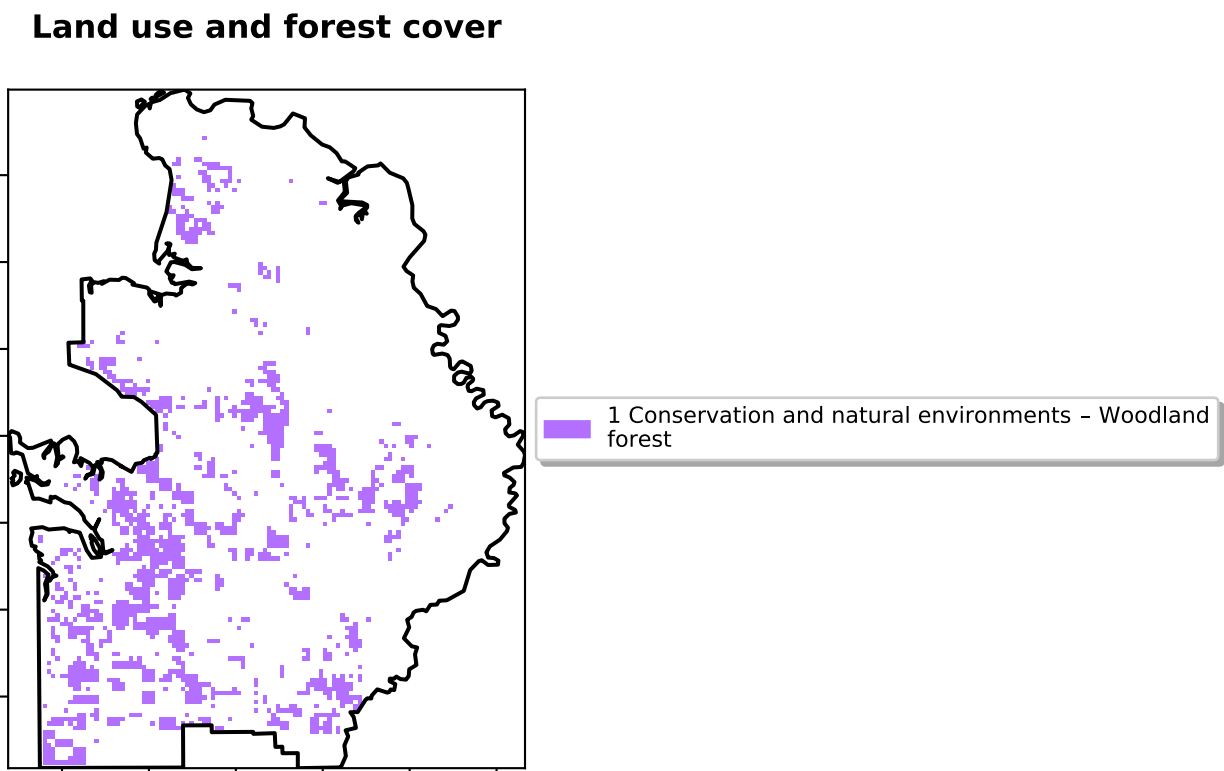 Land use and forest cover
1 Conservation and natural environments – Woodland
forest